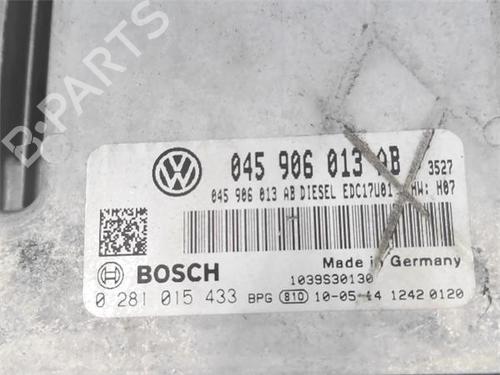 B-PARTS
045 906 013 AB 3527
045 906 013 AB DIESEL EDC17U01 HW: H07
Made in Germany
BOSCH
1039S30130
0 281 015 433 BPG 810 10-05-14 1242 0120